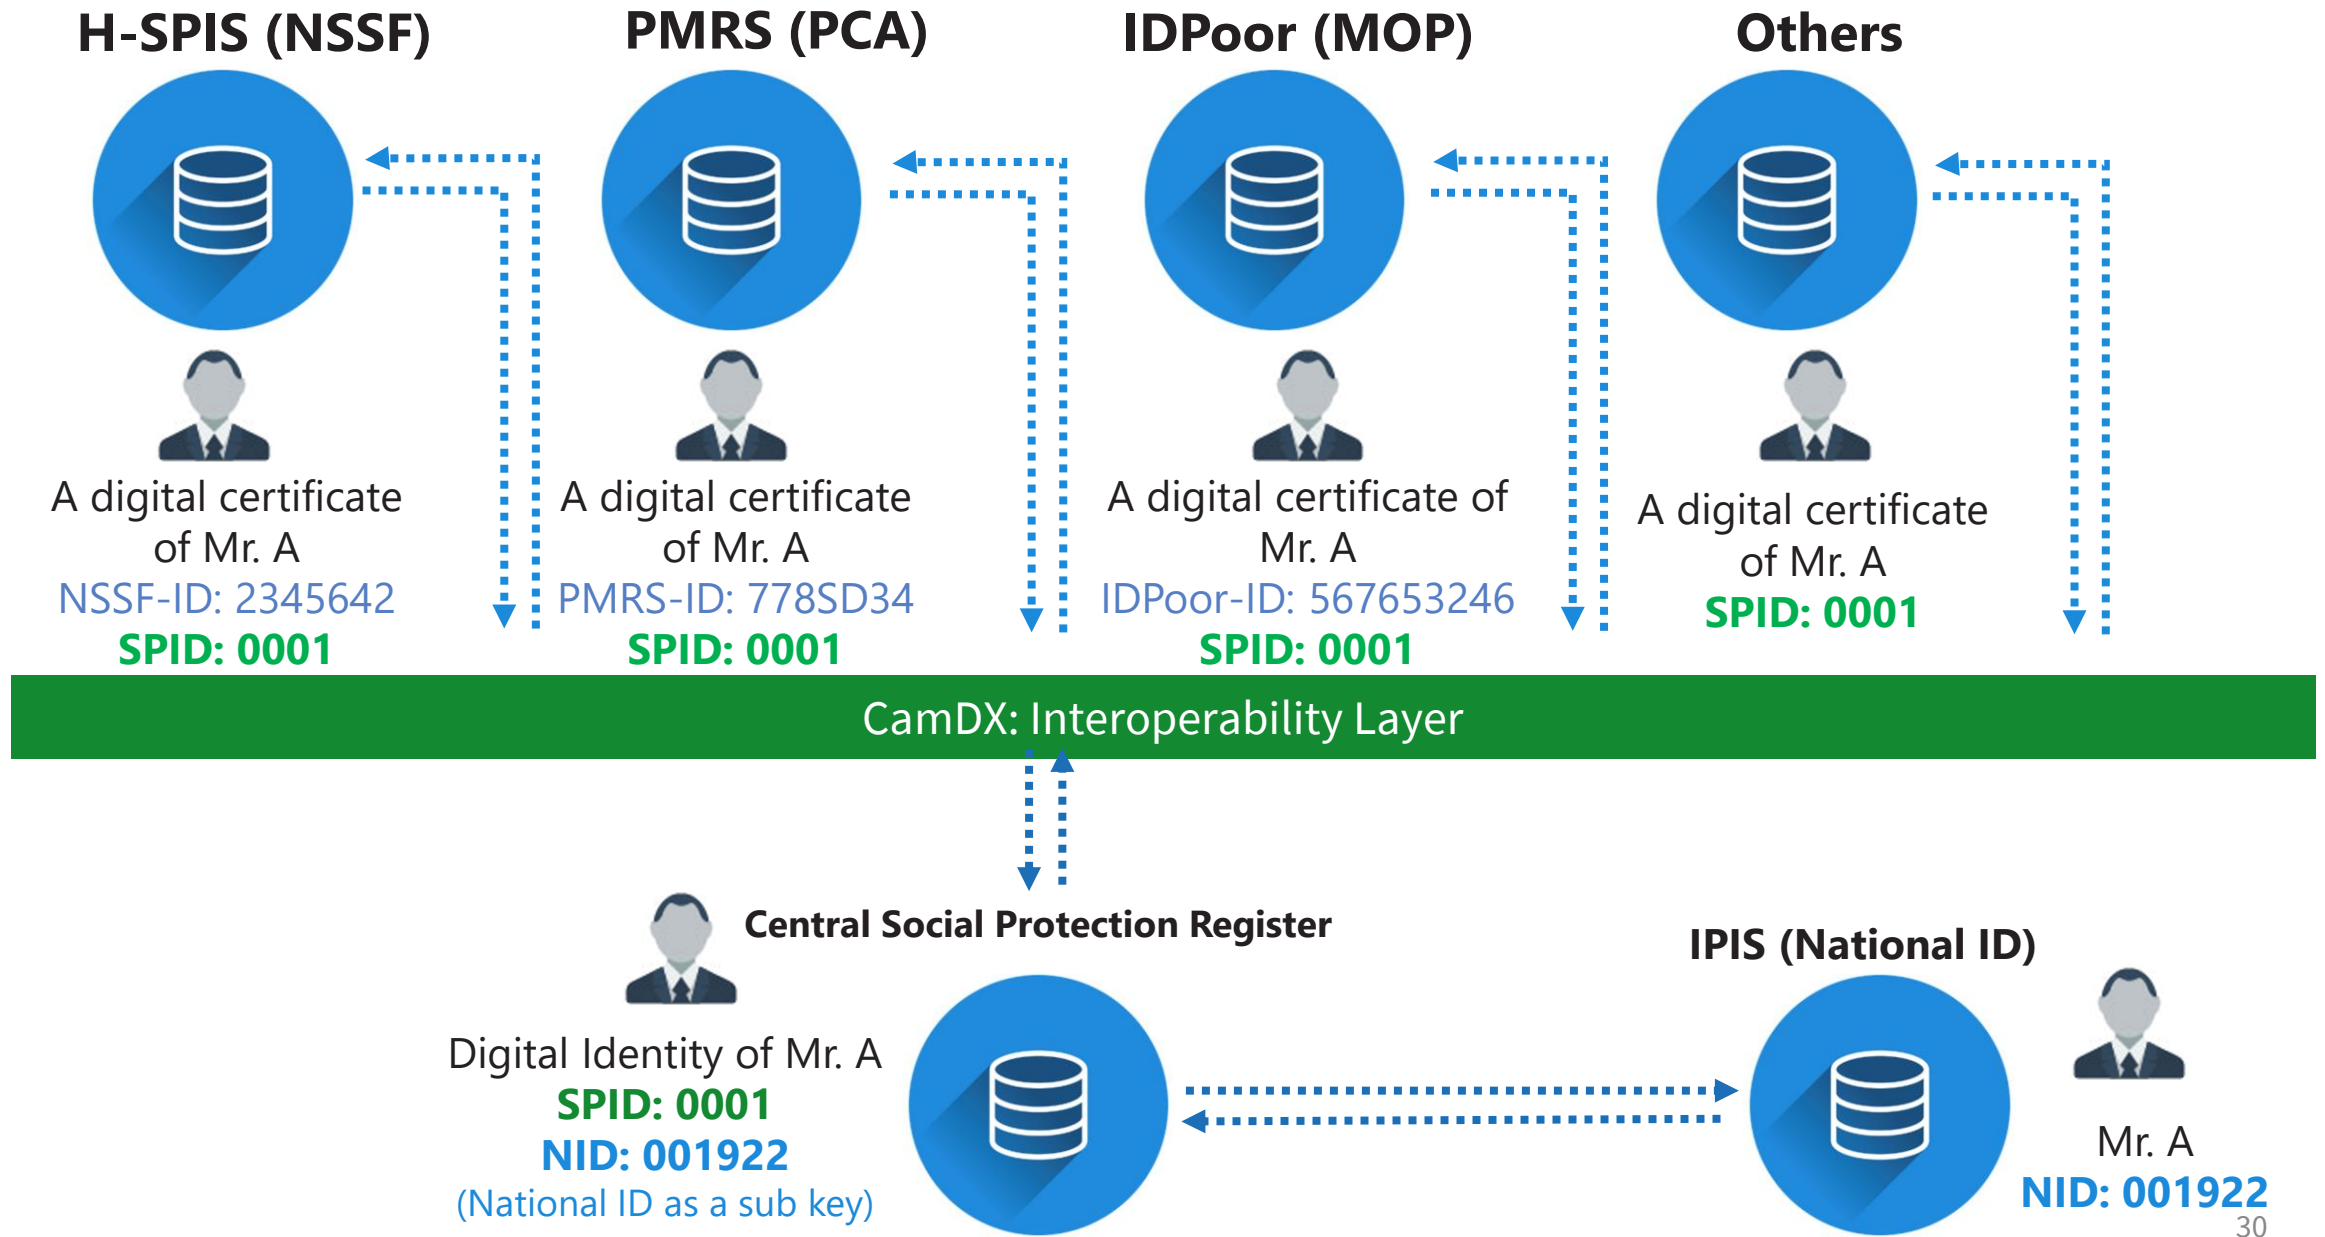 H-SPIS (NSSF)
PMRS (PCA)
IDPoor (MOP)
Others
A digital certificate
of Mr. A
NSSF-ID: 2345642
SPID: 0001
A digital certificate
of Mr. A
PMRS-ID: 778SD34
SPID: 0001
A digital certificate of
Mr. A
IDPoor-ID: 567653246
SPID: 0001
A digital certificate
of Mr. A
SPID: 0001
CamDX: Interoperability Layer
Central Social Protection Register
Digital Identity of Mr. A
SPID: 0001
NID: 001922
(National ID as a sub key)
IPIS (National ID)
Mr. A
NID: 001922
30